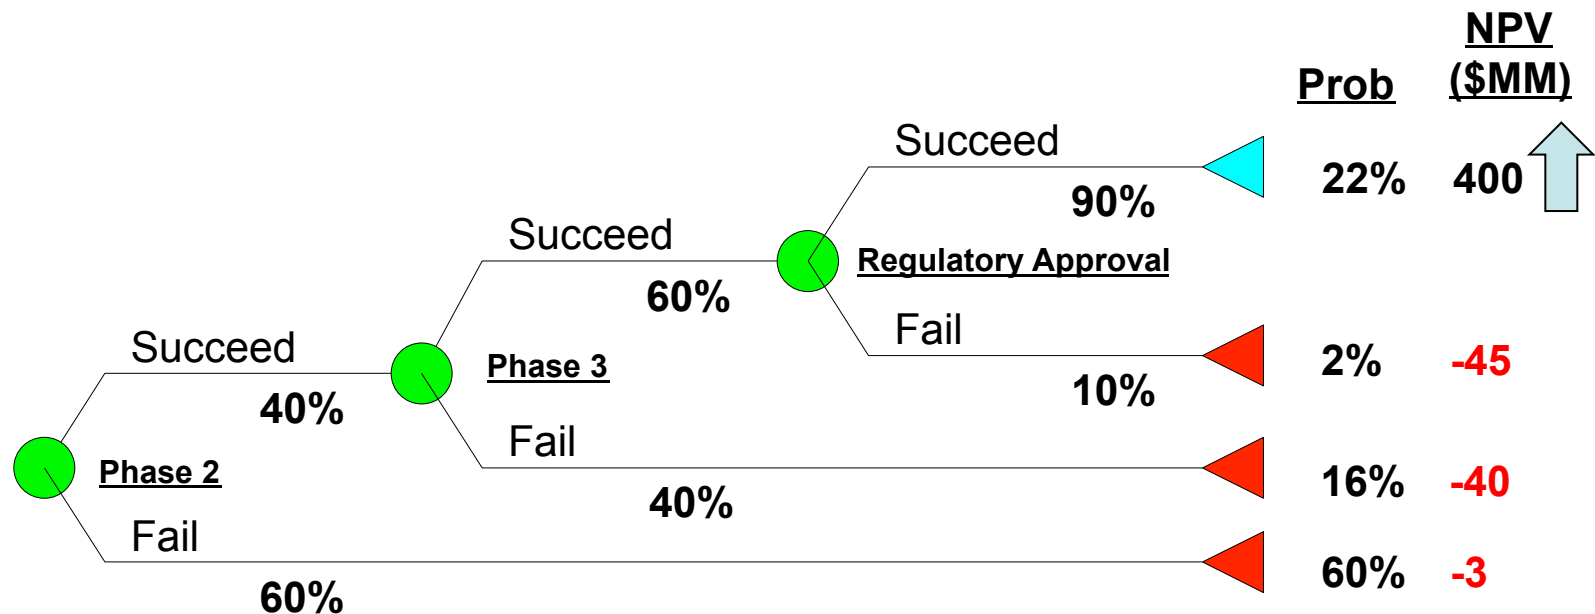 NPV
Prob ($MM)
Succeed
90%
22% 400
Succeed
60%
Regulatory Approval
Fail
10%
2% -45
Succeed
40%
Phase 3
Fail
40%
16% -40
Phase 2
Fail
60%
60% -3